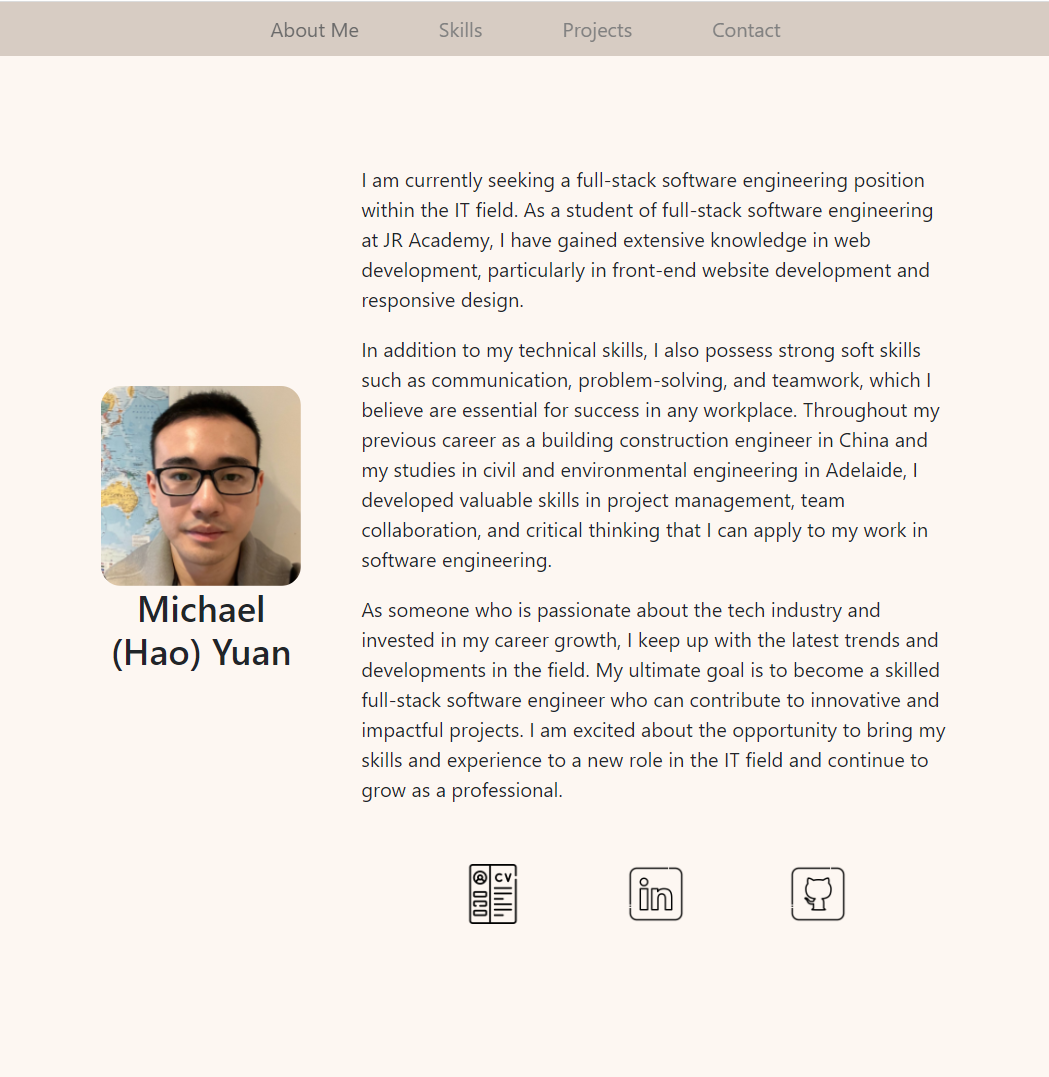 About Me
Skills
Projects
Contact
I am currently seeking a full-stack software engineering position
within the IT field. As a student of full-stack software engineering
at JR Academy, I have gained extensive knowledge in web
development, particularly in front-end website development and
responsive design.
In addition to my technical skills, I also possess strong soft skills
such as communication, problem-solving, and teamwork, which I
believe are essential for success in any workplace. Throughout my
previous career as a building construction engineer in China and
my studies in civil and environmental engineering in Adelaide, I
developed valuable skills in project management, team
collaboration, and critical thinking that I can apply to my work in
software engineering.
As someone who is passionate about the tech industry and
invested in my career growth, I keep up with the latest trends and
developments in the field. My ultimate goal is to become a skilled
full-stack software engineer who can contribute to innovative and
impactful projects. I am excited about the opportunity to bring my
skills and experience to a new role in the IT field and continue to
grow as a professional.
Michael
(Hao) Yuan
CV
in